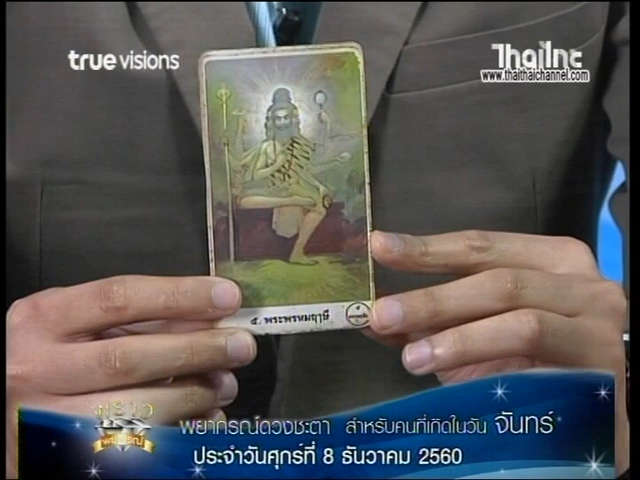 true visions
ThaiThai
www.thaithaichannel.com
๕. พระพรหมฤๅษี
พยากรณ์ดวงชะตา สำหรับคนที่เกิดในวัน จันทร์
ประจำวันศุกร์ที่ 8 ธันวาคม 2560